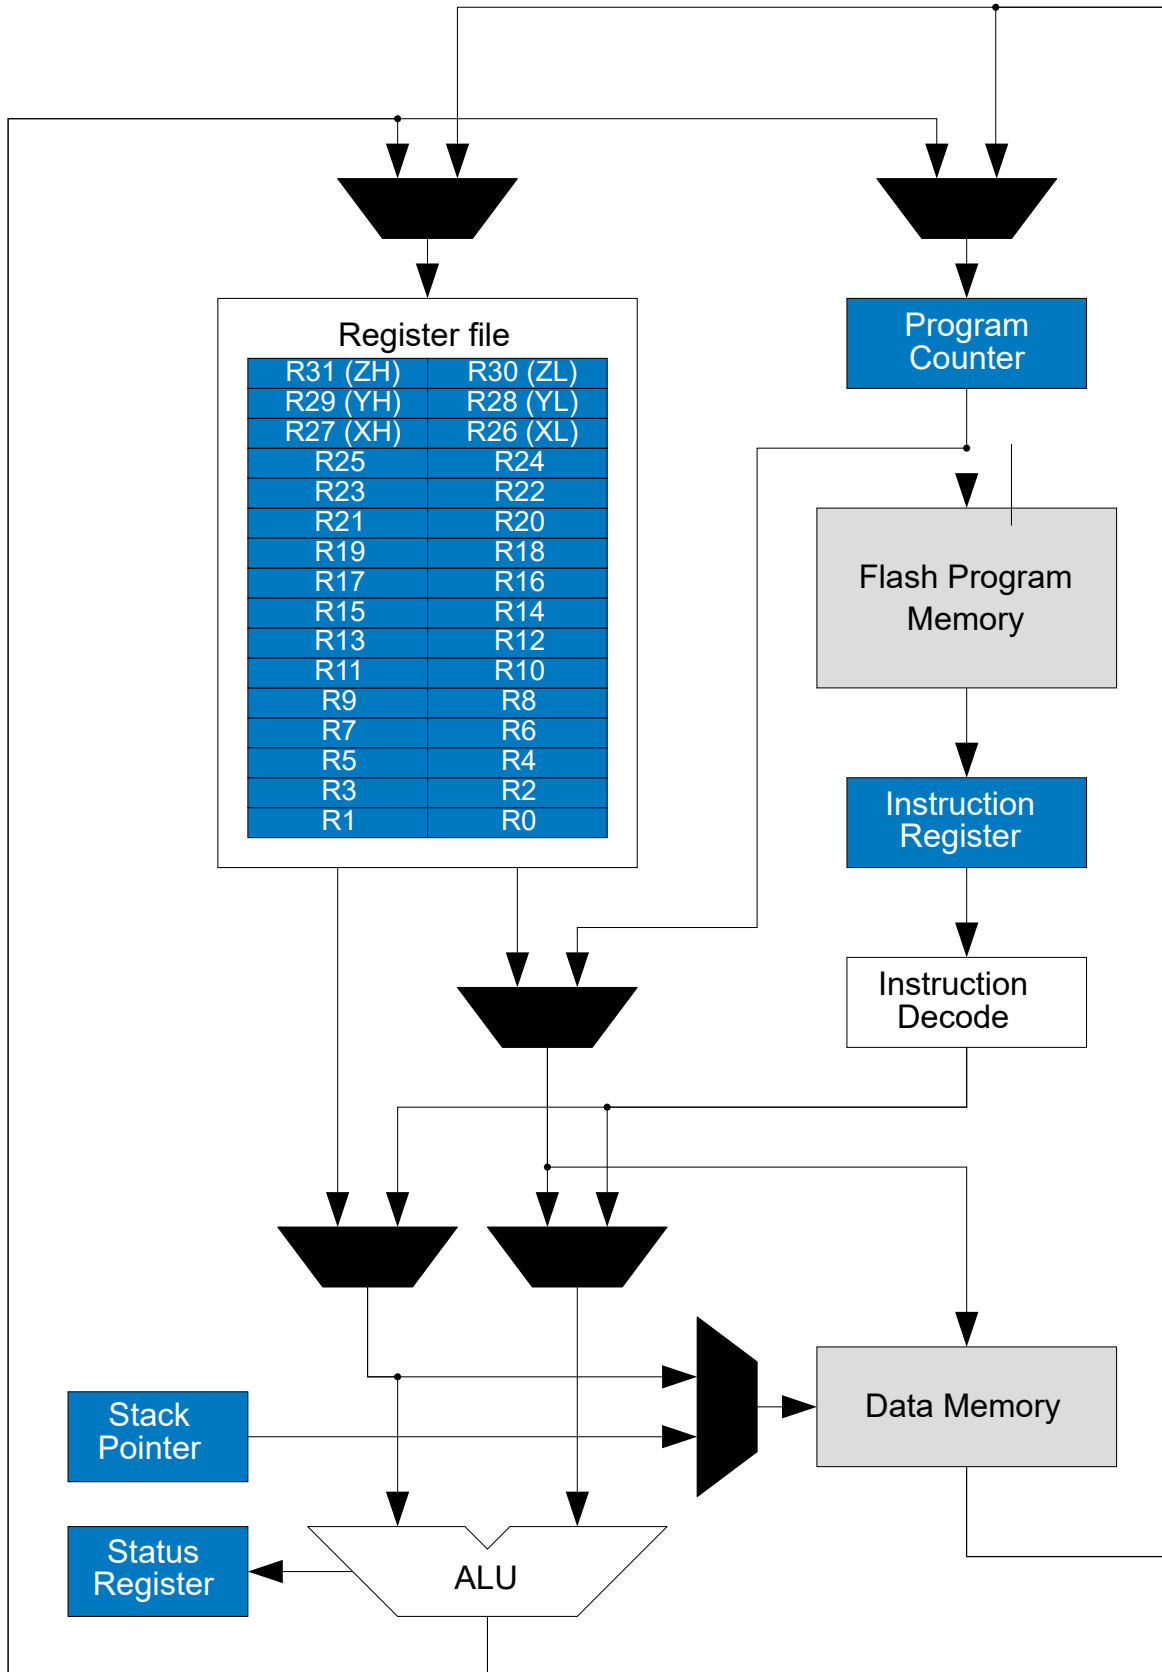 Register file
R31 (ZH) R30 (ZL)
R29 (YH) R28 (YL)
R27 (XH) R26 (XL)
R25 R24
R23 R22
R21 R20
R19 R18
R17 R16
R15 R14
R13 R12
R11 R10
R9 R8
R7 R6
R5 R4
R3 R2
R1 R0
Program
Counter
Flash Program
Memory
Instruction
Register
Instruction
Decode
Data Memory
Stack
Pointer
Status
Register
ALU